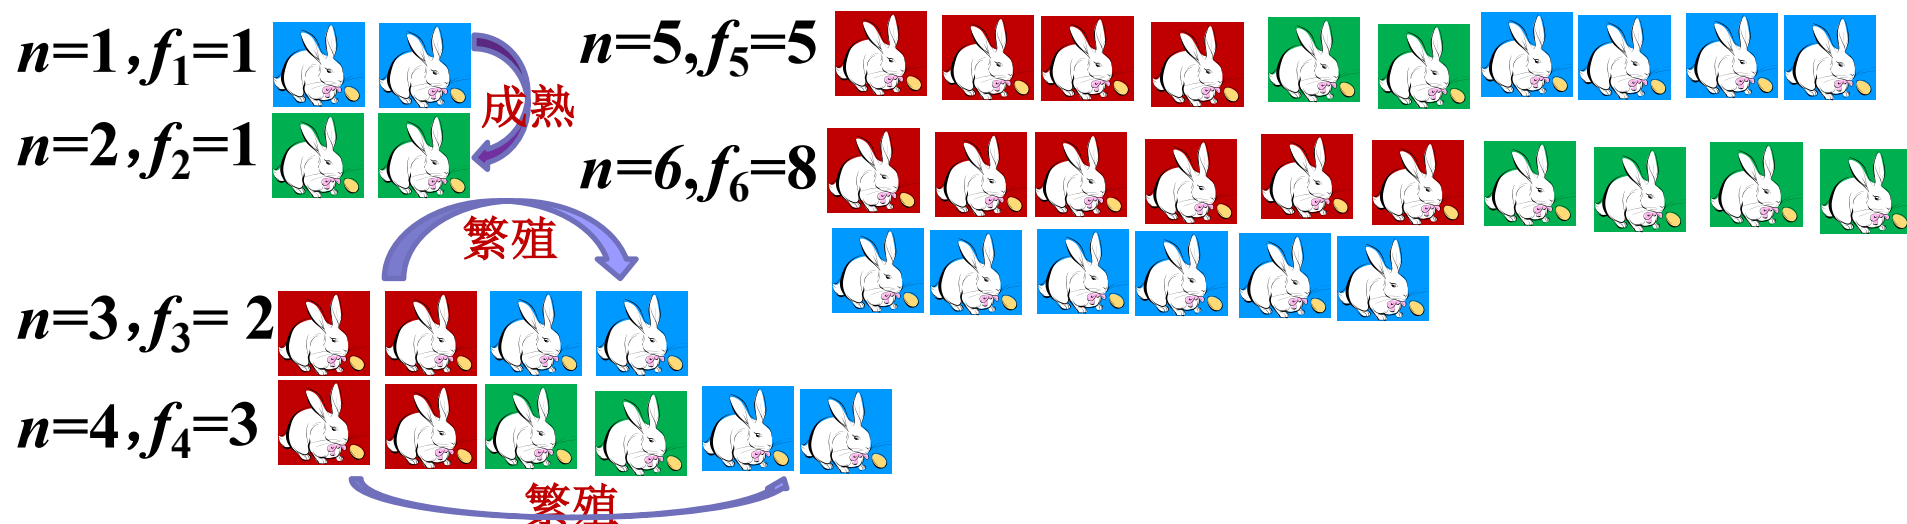 n=1,f₁=1
成熟
n=2,f₂=1
繁殖
n=3,f₃= 2
n=4,f₄=3
繁殖
n=5,f₅=5
n=6,f₆=8